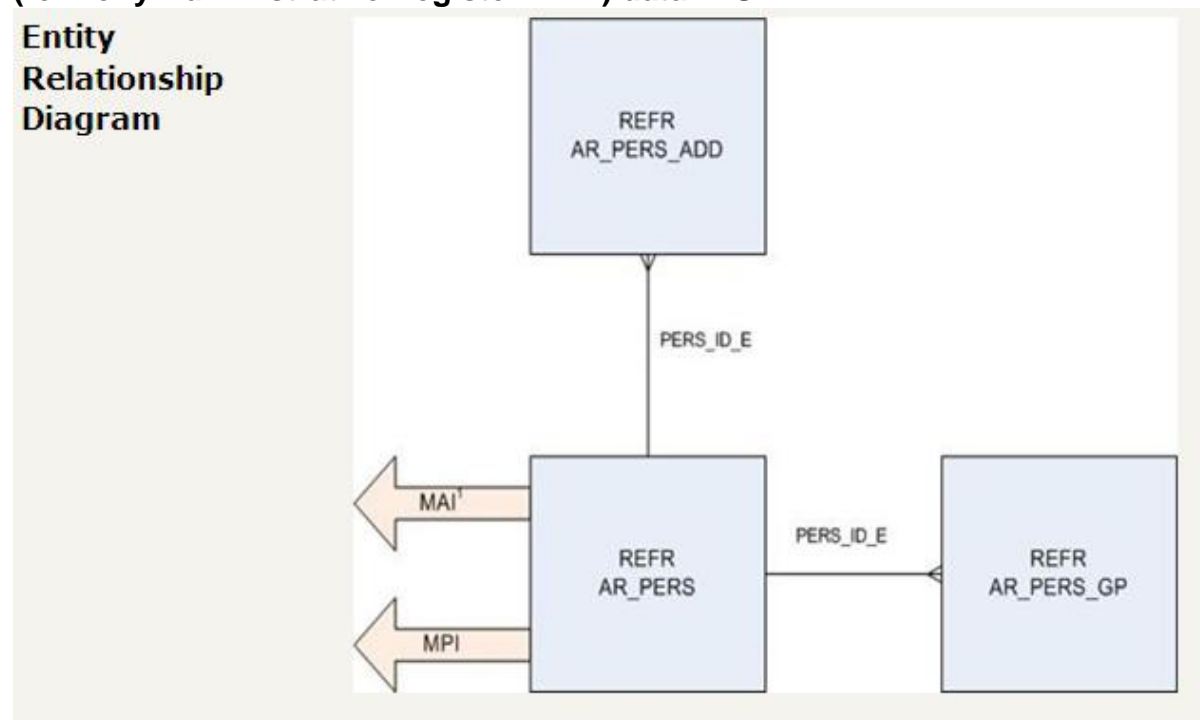 Entity
Relationship
Diagram
REFR
AR_PERS_ADD
PERS_ID_E
MAI¹
PERS_ID_E
REFR
AR_PERS
REFR
AR_PERS_GP
MPI